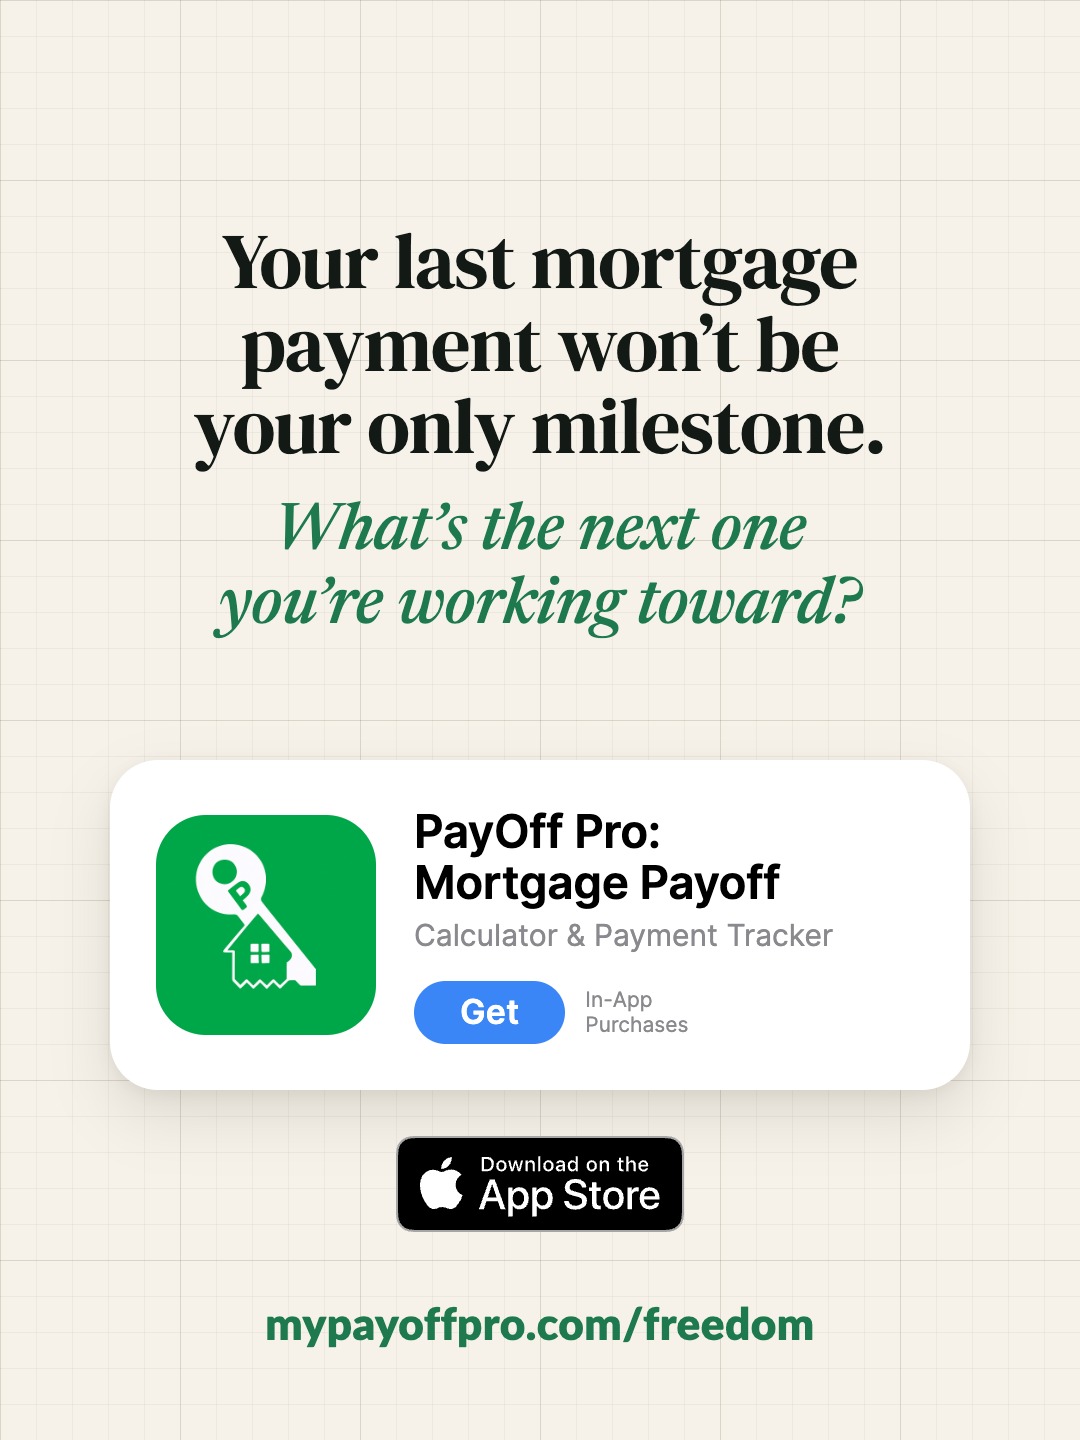 Your last mortgage
payment won’t be
your only milestone.
What’s the next one
you’re working toward?
P
PayOff Pro:
Mortgage Payoff
Calculator & Payment Tracker
Get
In-App
Purchases
Download on the
App Store
mypayoffpro.com/freedom